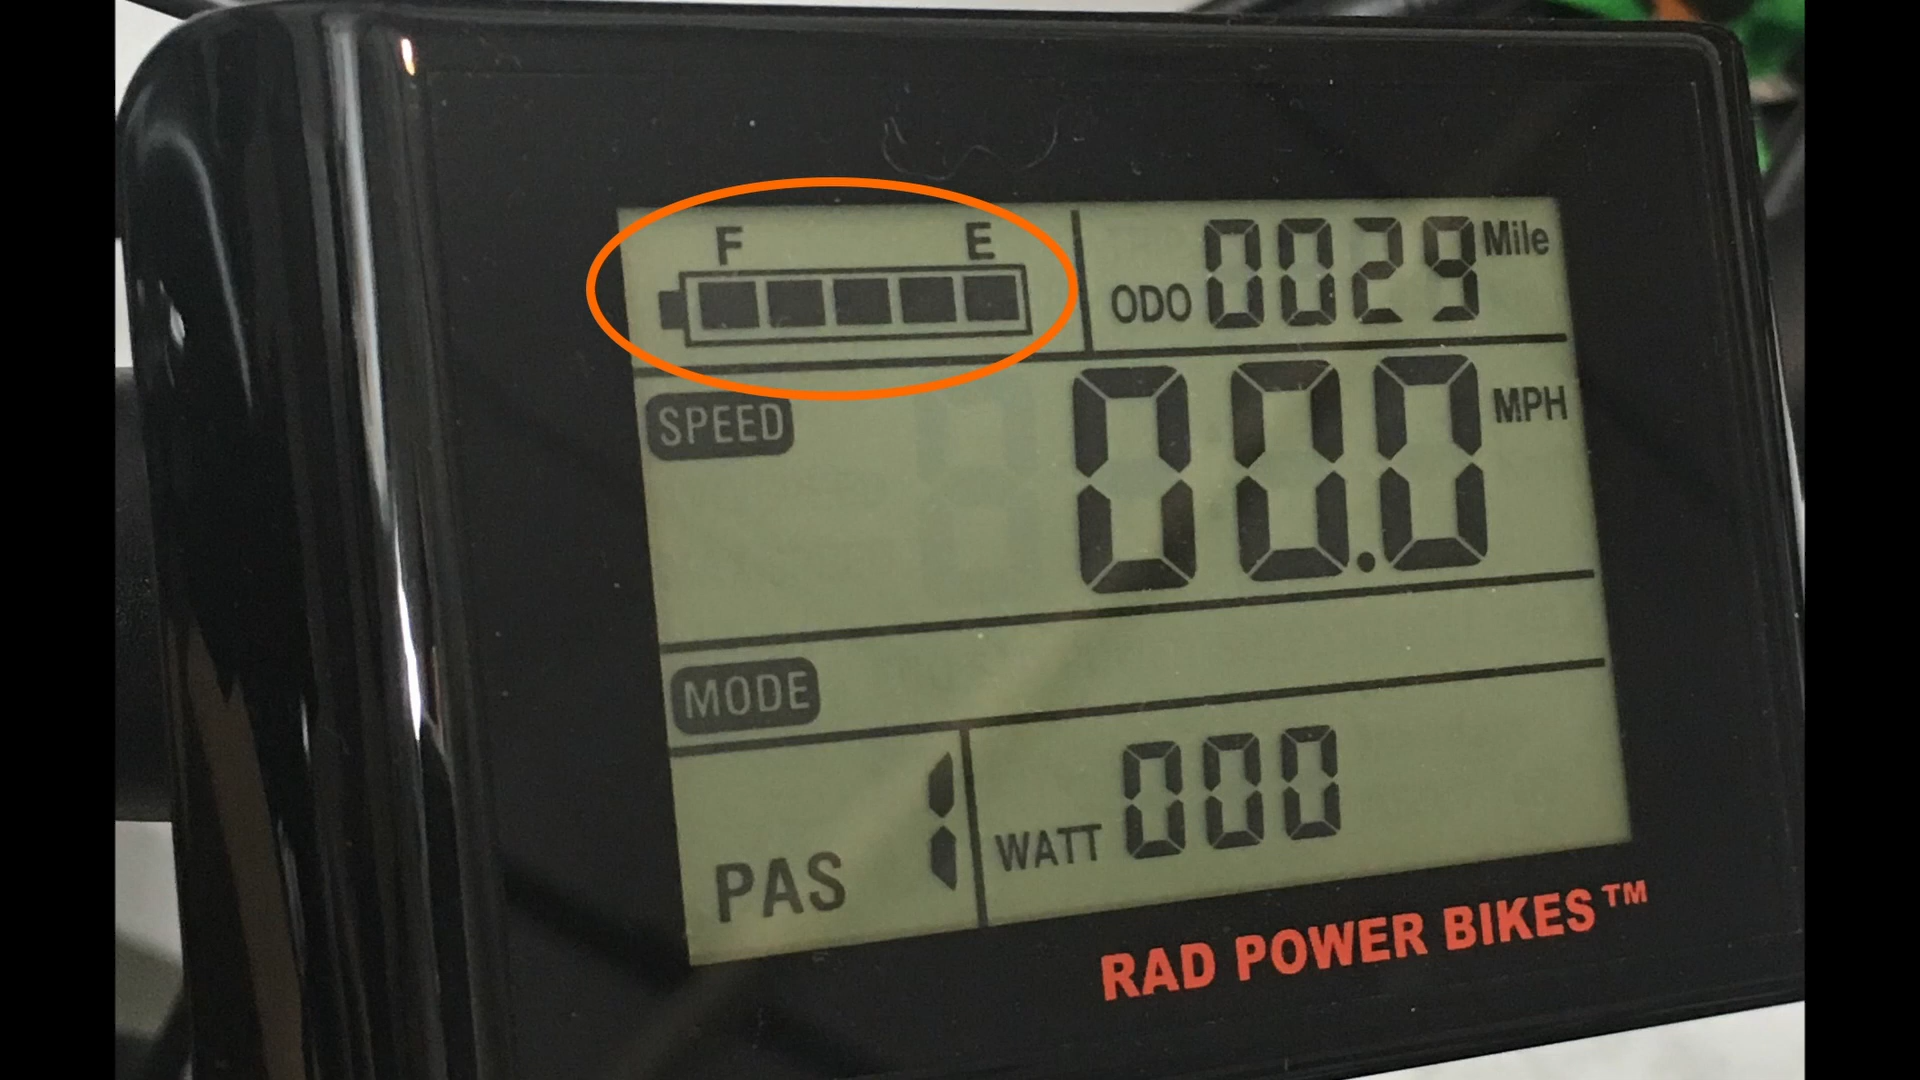 F E
ODO 0029 Mile
SPEED 00.0 MPH
MODE
PAS 1 WATT 000
RAD POWER BIKES™